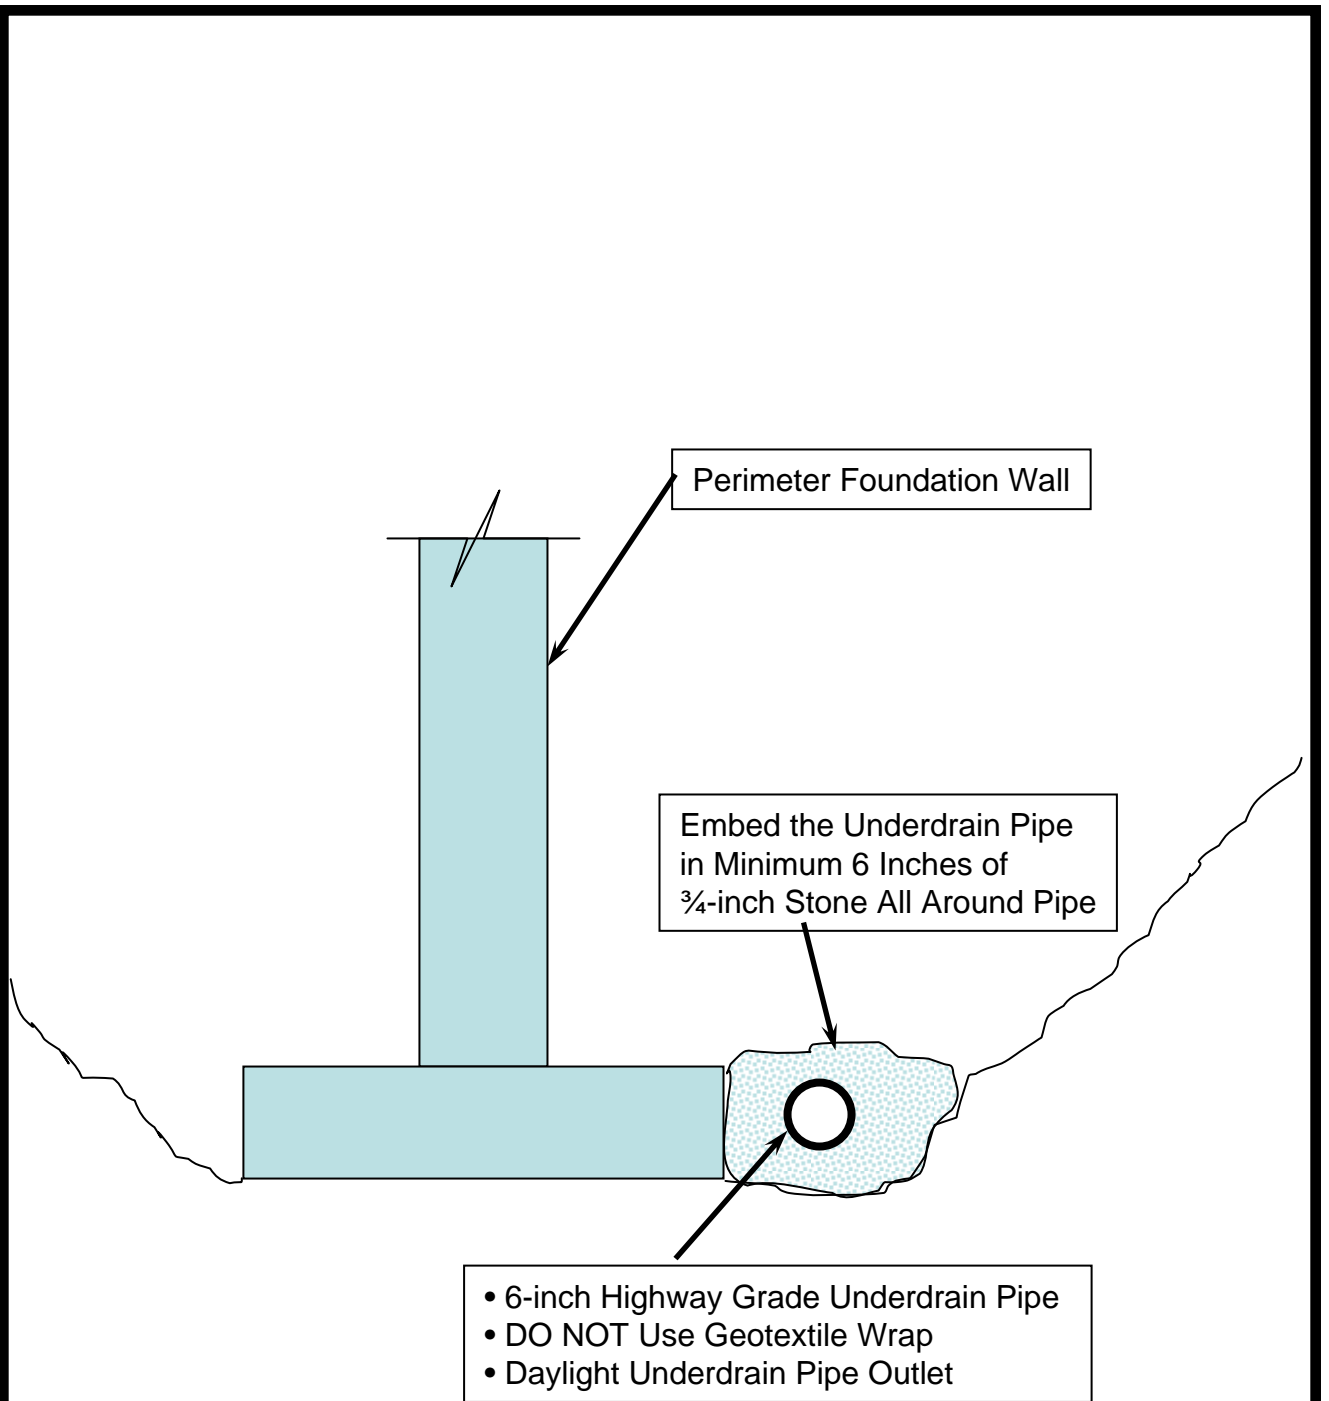 Perimeter Foundation Wall
Embed the Underdrain Pipe
in Minimum 6 Inches of
¾-inch Stone All Around Pipe
• 6-inch Highway Grade Underdrain Pipe
• DO NOT Use Geotextile Wrap
• Daylight Underdrain Pipe Outlet